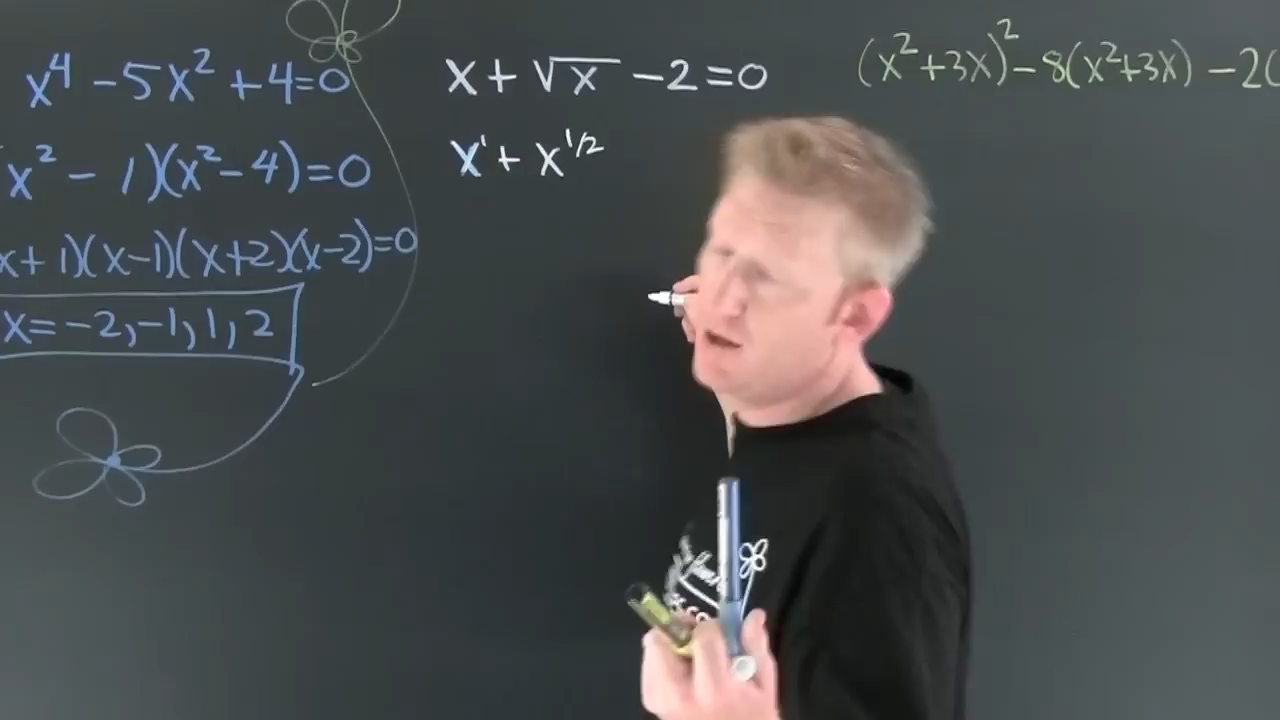 x⁴ - 5x² + 4=0
x² - 1)(x² - 4)=0
x+1)(x-1)(x+2)(x-2)=0
x= -2, -1, 1, 2
x + √x - 2 = 0
x¹ + x^1/2
(x²+3x)² - 8(x²+3x) - 2